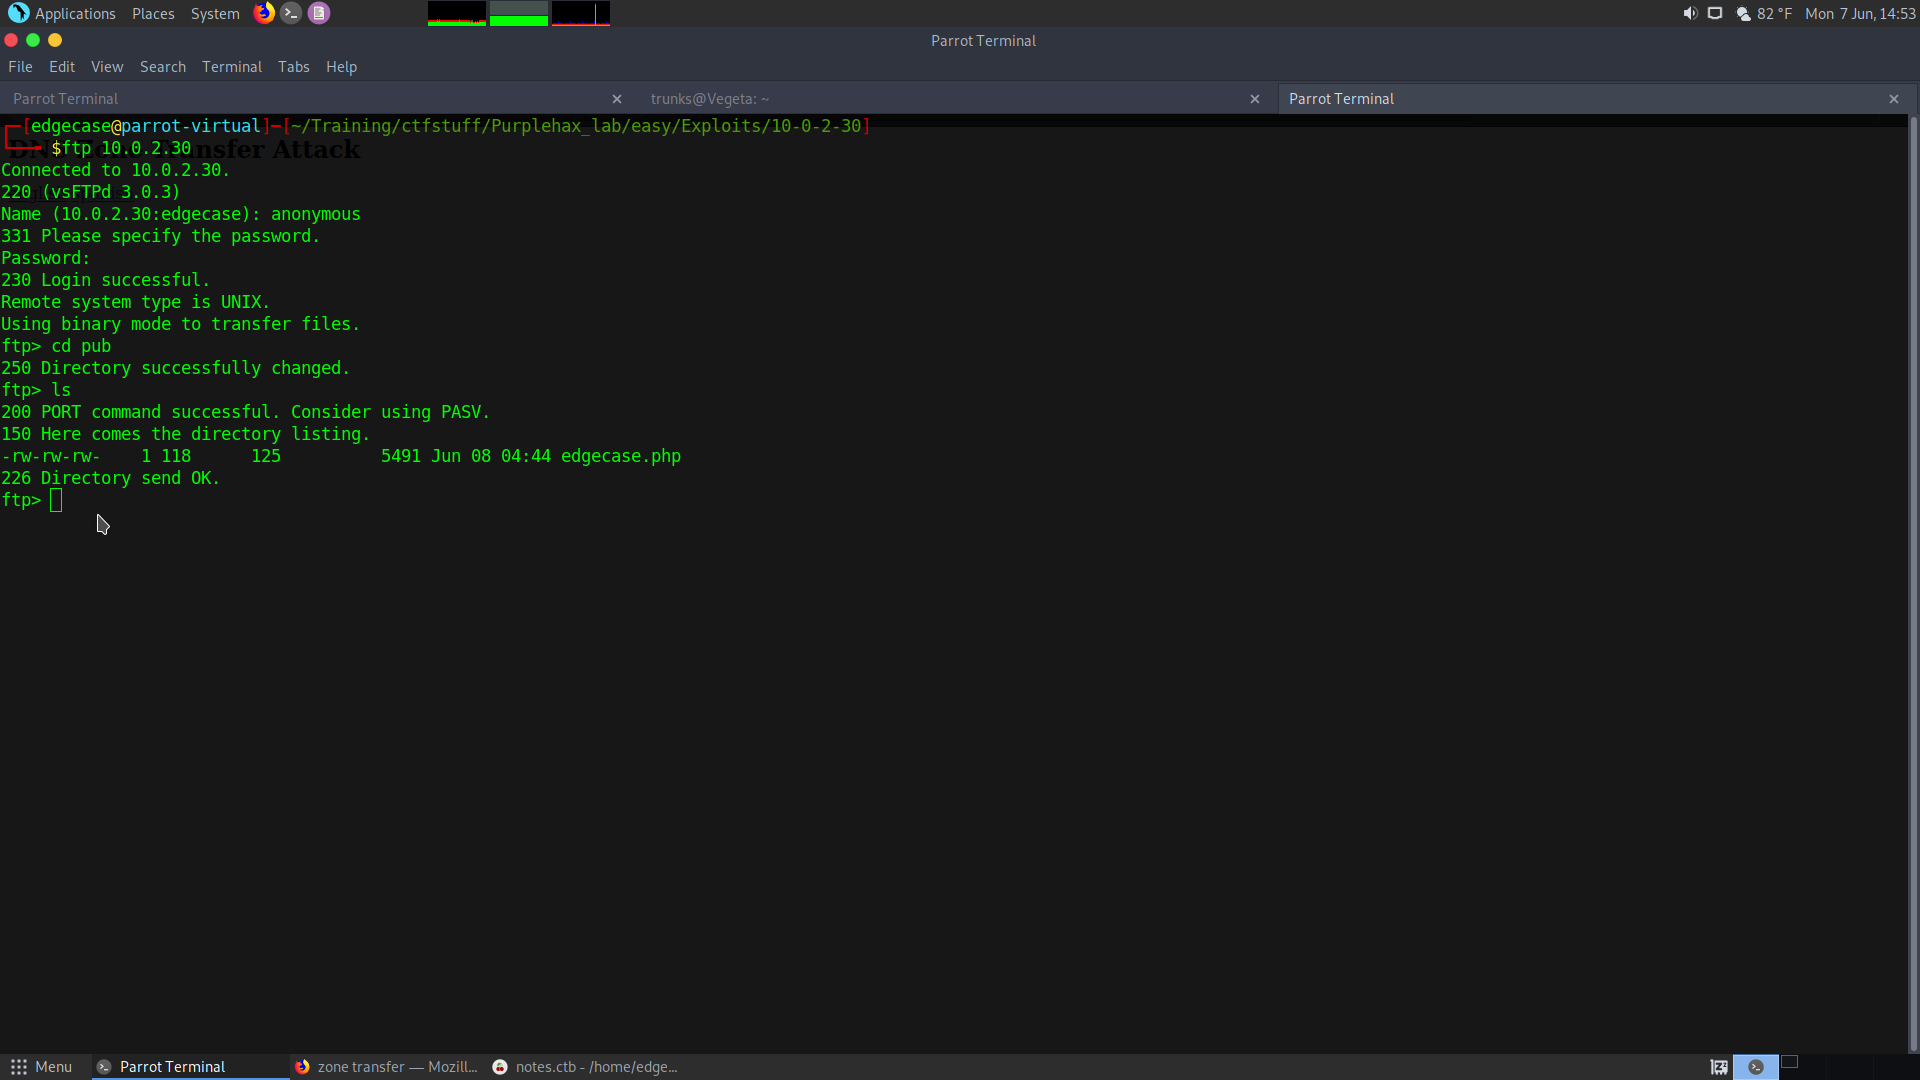 Applications Places System 82 °F Mon 7 Jun, 14:53
Parrot Terminal
File Edit View Search Terminal Tabs Help
Parrot Terminal × trunks@Vegeta: ~ × Parrot Terminal ×
[edgecase@parrot-virtual]-[~/Training/ctfstuff/Purplehax_lab/easy/Exploits/10-0-2-30]
$ftp 10.0.2.30
Connected to 10.0.2.30.
220 (vsFTPd 3.0.3)
Name (10.0.2.30:edgecase): anonymous
331 Please specify the password.
Password:
230 Login successful.
Remote system type is UNIX.
Using binary mode to transfer files.
ftp> cd pub
250 Directory successfully changed.
ftp> ls
200 PORT command successful. Consider using PASV.
150 Here comes the directory listing.
-rw-rw-rw- 1 118 125 5491 Jun 08 04:44 edgecase.php
226 Directory send OK.
ftp>
Menu Parrot Terminal zone transfer — Mozill... notes.ctb - /home/edge...